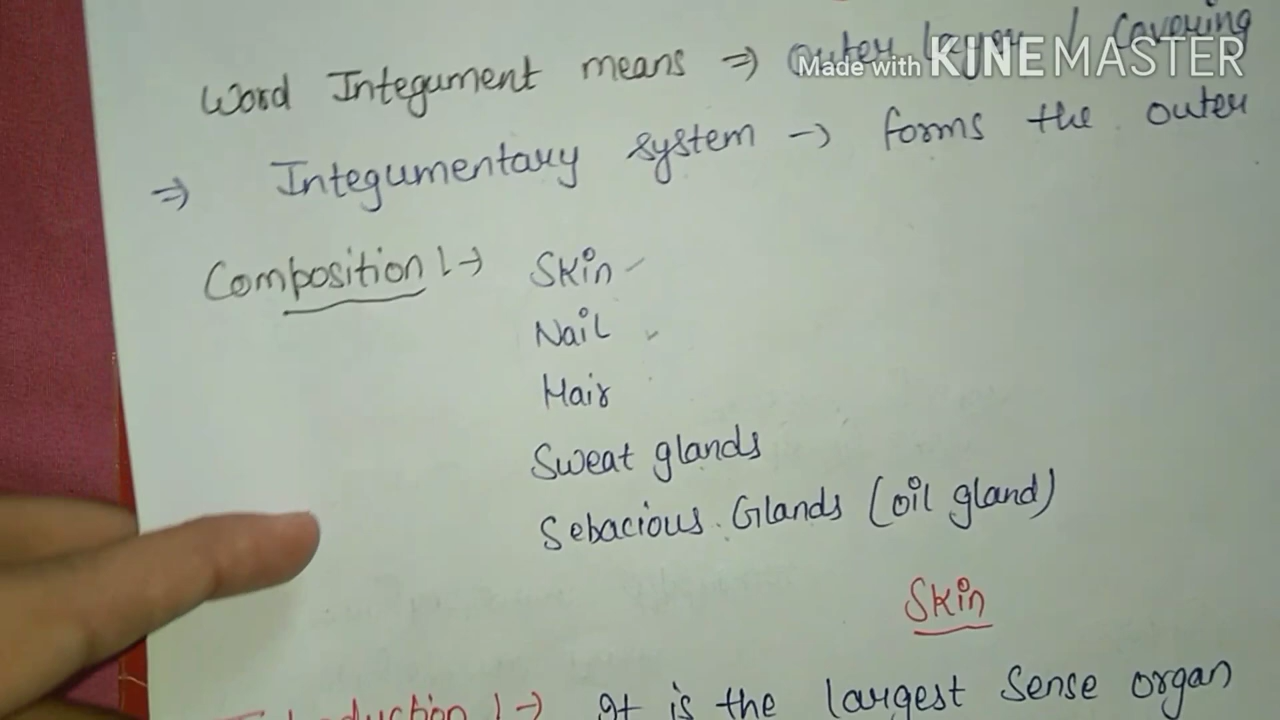 Word Integument means ⇒ outer layer / Covering
Made with KINEMASTER
⇒ Integumentary system → forms the outer
Composition :→ Skin
Nail
Hair
Sweat glands
Sebacious Glands (oil gland)
Skin
:→ It is the largest Sense organ